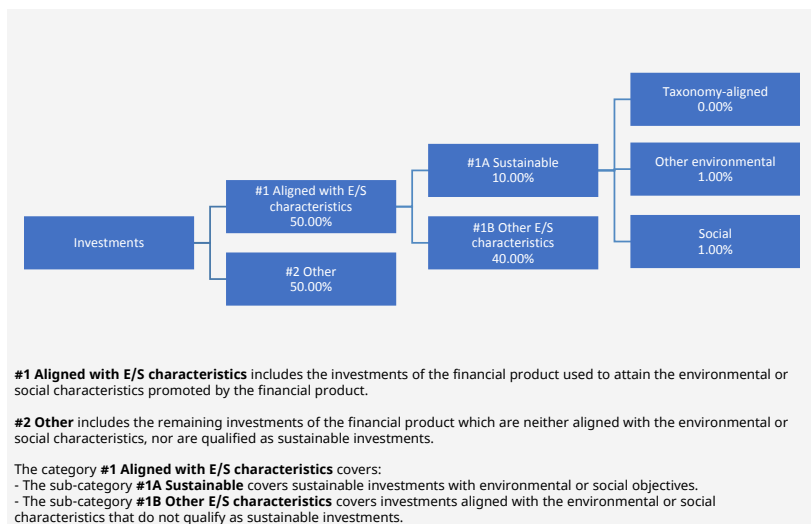 Taxonomy-aligned
0.00%
#1A Sustainable
10.00%
Other environmental
1.00%
#1 Aligned with E/S
characteristics
50.00%
#1B Other E/S
characteristics
40.00%
Social
1.00%
Investments
#2 Other
50.00%
#1 Aligned with E/S characteristics includes the investments of the financial product used to attain the environmental or
social characteristics promoted by the financial product.
#2 Other includes the remaining investments of the financial product which are neither aligned with the environmental or
social characteristics, nor are qualified as sustainable investments.
The category #1 Aligned with E/S characteristics covers:
- The sub-category #1A Sustainable covers sustainable investments with environmental or social objectives.
- The sub-category #1B Other E/S characteristics covers investments aligned with the environmental or social
characteristics that do not qualify as sustainable investments.